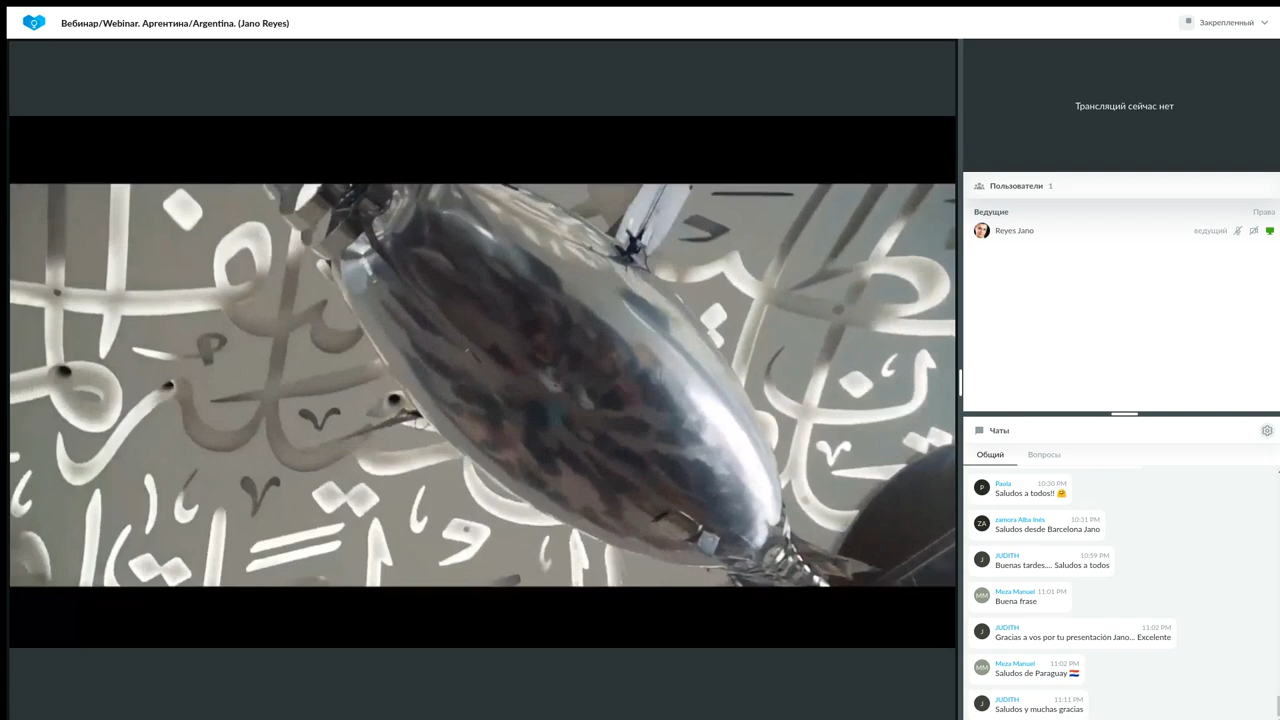 Вебинар/Webinar. Аргентина/Argentina. (Jano Reyes)
Закрепленный
Трансляций сейчас нет
Пользователи 1
Ведущие Права
Reyes Jano ведущий
Чаты
Общий Вопросы
P Paola 10:30 PM
Saludos a todos!! 🤗
ZA zamora Alba Inés 10:31 PM
Saludos desde Barcelona Jano
J JUDITH 10:59 PM
Buenas tardes.... Saludos a todos
MM Meza Manuel 11:01 PM
Buena frase
J JUDITH 11:02 PM
Gracias a vos por tu presentación Jano... Excelente
MM Meza Manuel 11:02 PM
Saludos de Paraguay 🇵🇾
J JUDITH 11:11 PM
Saludos y muchas gracias